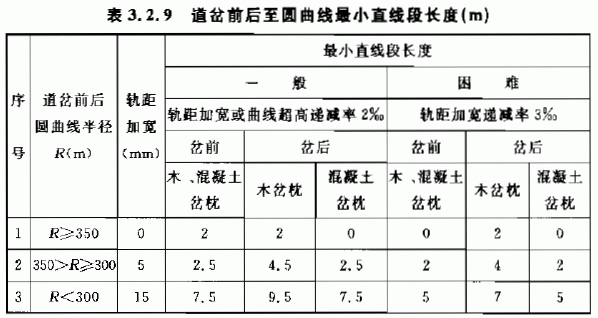 表3.2.9 道岔前后至圆曲线最小直线段长度(m)
序号 道岔前后圆曲线半径R(m) 轨距加宽(mm) 最小直线段长度
一般 困难
轨距加宽或曲线超高递减率2‰ 轨距加宽递减率3‰
岔前 岔后 岔前 岔后
木、混凝土岔枕 木岔枕 混凝土岔枕 木、混凝土岔枕 木岔枕 混凝土岔枕
1 R≥350 0 2 2 0 0 2 0
2 350>R≥300 5 2.5 4.5 2.5 2 4 2
3 R<300 15 7.5 9.5 7.5 5 7 5